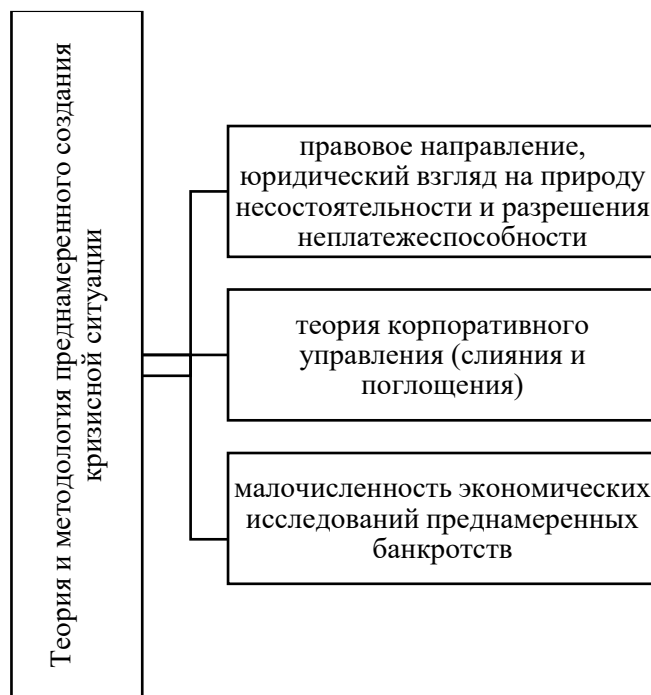 Теория и методология преднамеренного создания
кризисной ситуации
правовое направление,
юридический взгляд на природу
несостоятельности и разрешения
неплатежеспособности
теория корпоративного
управления (слияния и
поглощения)
малочисленность экономических
исследований преднамеренных
банкротств